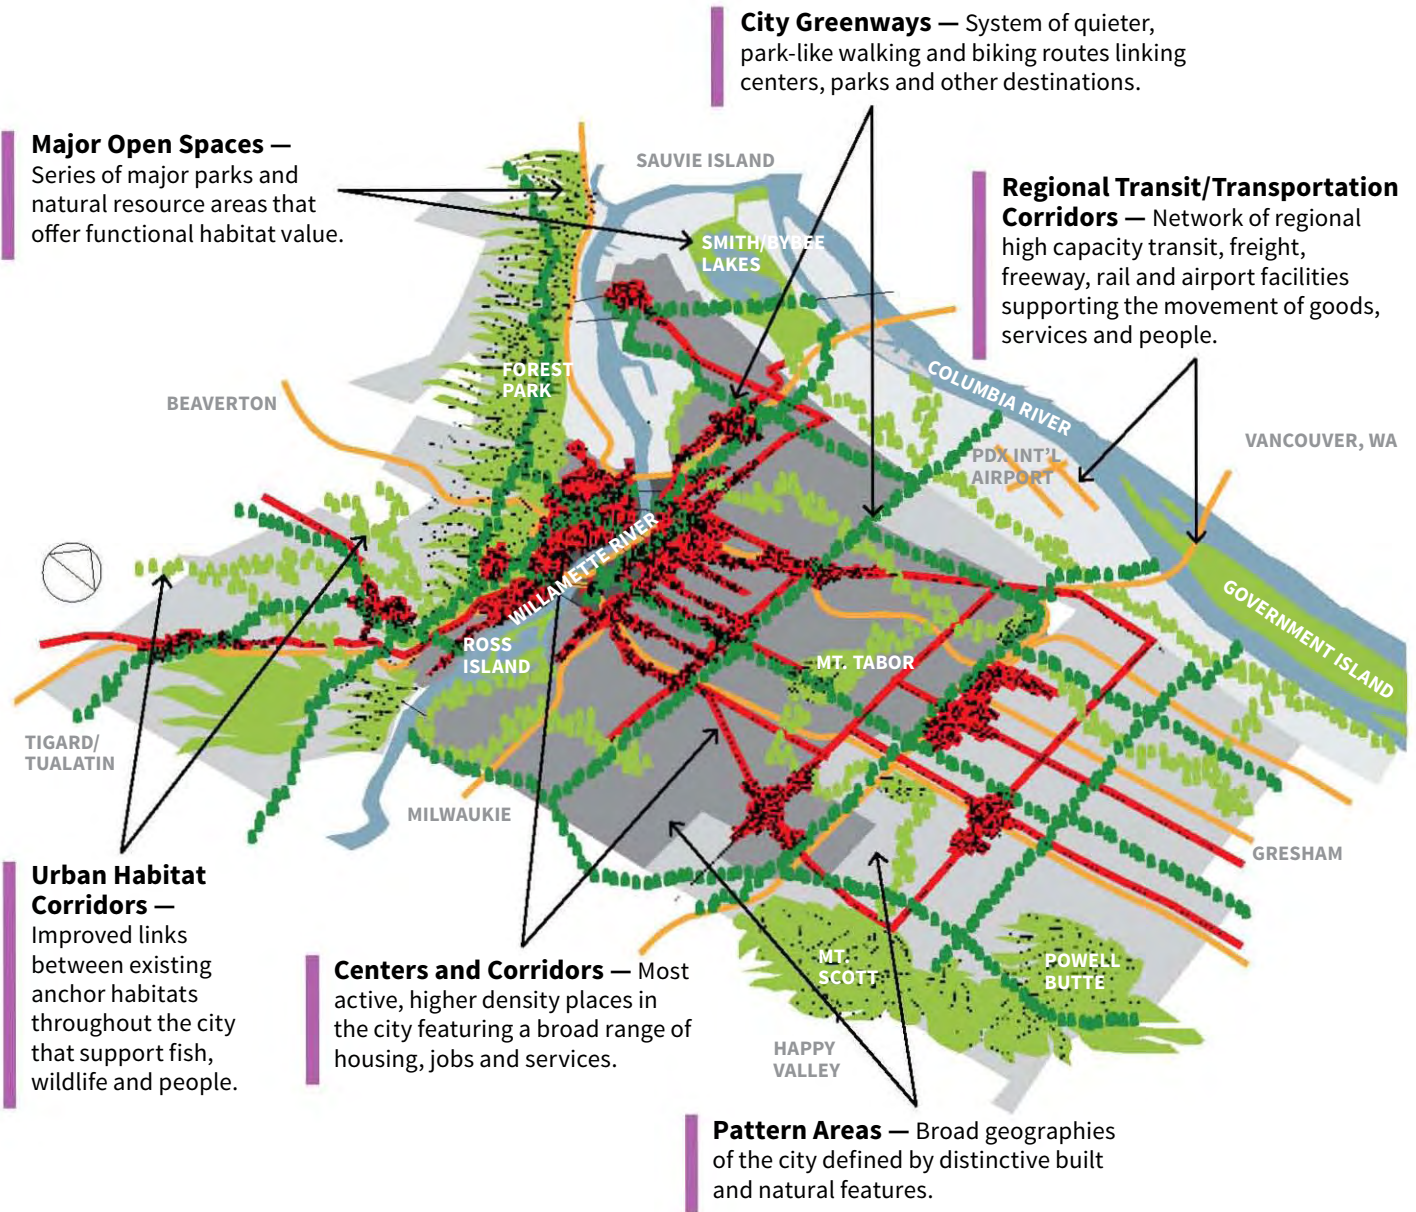 City Greenways — System of quieter,
park-like walking and biking routes linking
centers, parks and other destinations.
Major Open Spaces —
Series of major parks and
natural resource areas that
offer functional habitat value.
SAUVIE ISLAND
Regional Transit/Transportation
Corridors — Network of regional
high capacity transit, freight,
freeway, rail and airport facilities
supporting the movement of goods,
services and people.
SMITH/BYBEE
LAKES
FOREST
PARK
BEAVERTON
COLUMBIA RIVER
VANCOUVER, WA
PDX INT'L
AIRPORT
WILLAMETTE RIVER
GOVERNMENT ISLAND
ROSS
ISLAND
MT. TABOR
TIGARD/
TUALATIN
MILWAUKIE
GRESHAM
Urban Habitat
Corridors —
Improved links
between existing
anchor habitats
throughout the city
that support fish,
wildlife and people.
Centers and Corridors — Most
active, higher density places in
the city featuring a broad range of
housing, jobs and services.
MT.
SCOTT
POWELL
BUTTE
HAPPY
VALLEY
Pattern Areas — Broad geographies
of the city defined by distinctive built
and natural features.